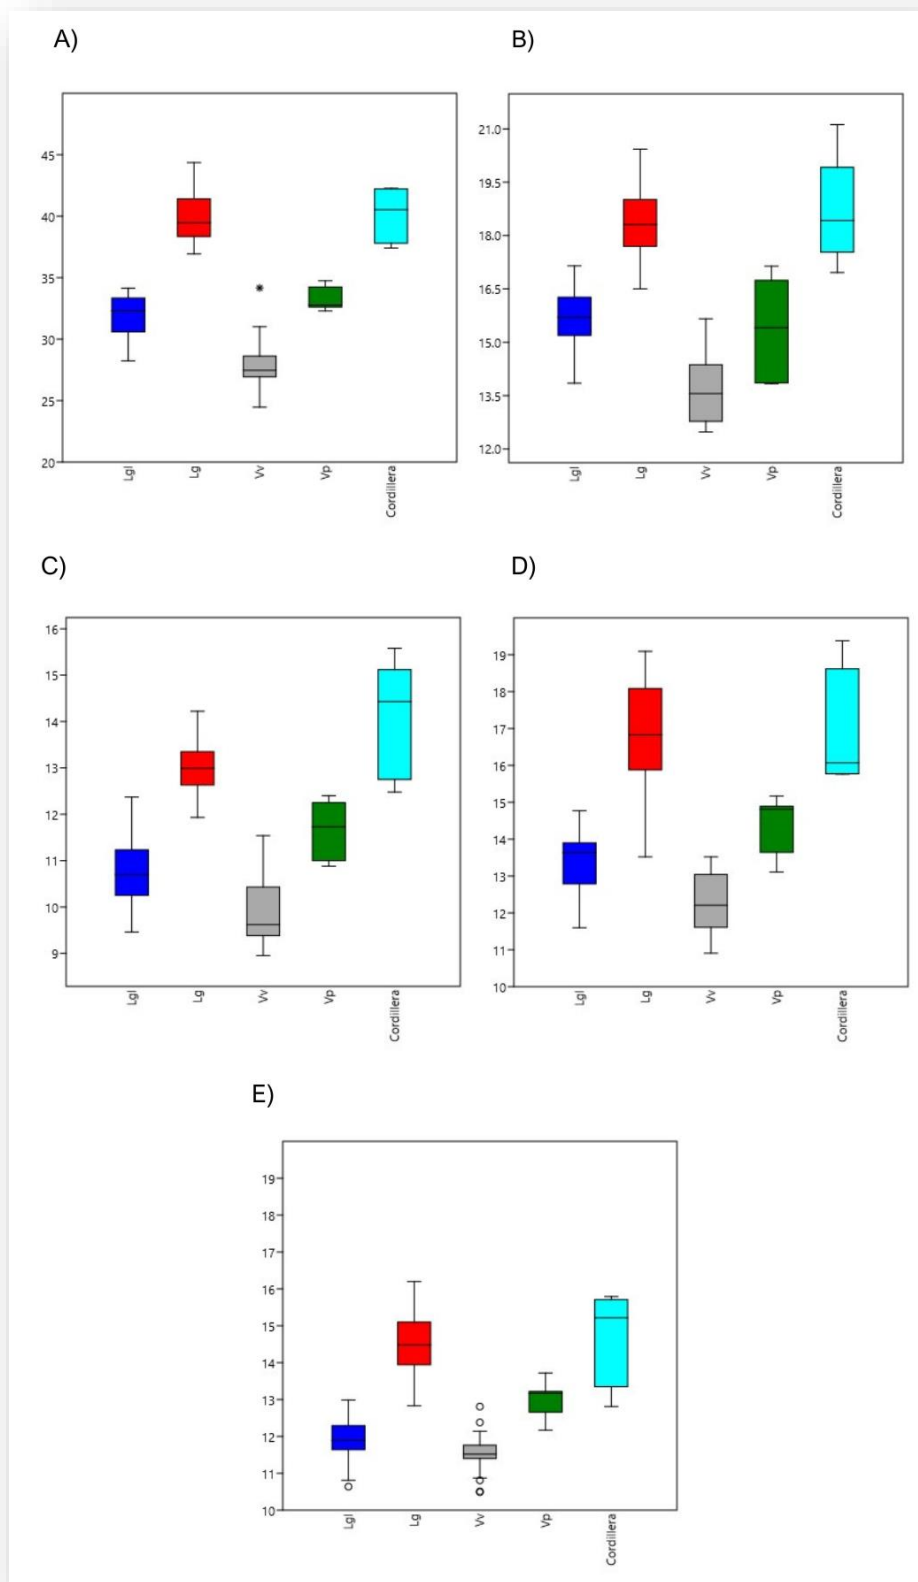 A)
45
40
35
30
25
20
Lgl
Lg
Vv
Vp
Cordillera
B)
21.0
19.5
18.0
16.5
15.0
13.5
12.0
Lgl
Lg
Vv
Vp
Cordillera
C)
16
15
14
13
12
11
10
9
Lgl
Lg
Vv
Vp
Cordillera
D)
19
18
17
16
15
14
13
12
11
10
Lgl
Lg
Vv
Vp
Cordillera
E)
19
18
17
16
15
14
13
12
11
10
Lgl
Lg
Vv
Vp
Cordillera